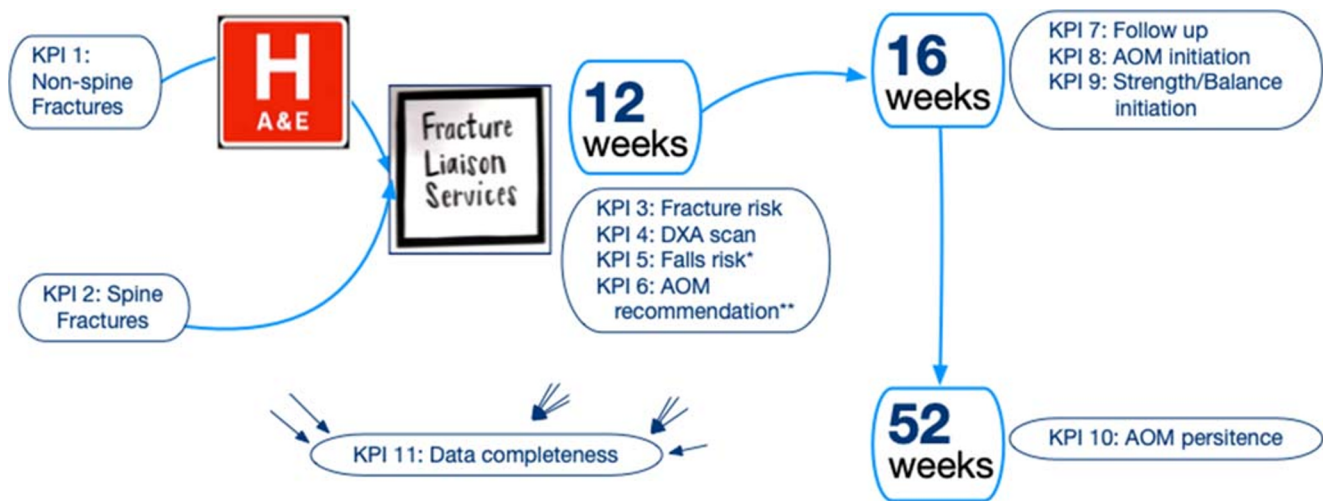 KPI 1:
Non-spine
Fractures
H
A&E
Fracture
Liaison
Services
12
weeks
16
weeks
KPI 7: Follow up
KPI 8: AOM initiation
KPI 9: Strength/Balance
initiation
KPI 3: Fracture risk
KPI 4: DXA scan
KPI 5: Falls risk*
KPI 6: AOM
recommendation**
KPI 2: Spine
Fractures
KPI 11: Data completeness
52
weeks
KPI 10: AOM persitence